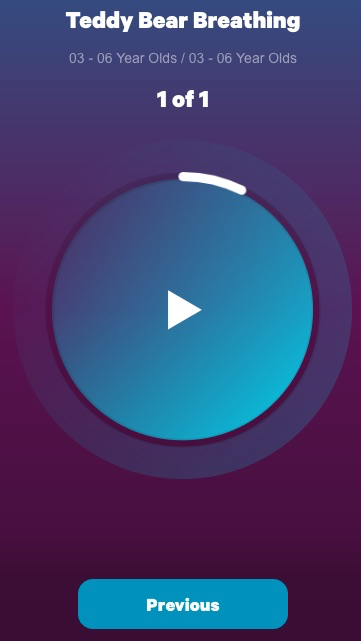 Teddy Bear Breathing
03 - 06 Year Olds / 03 - 06 Year Olds
1 of 1
Previous